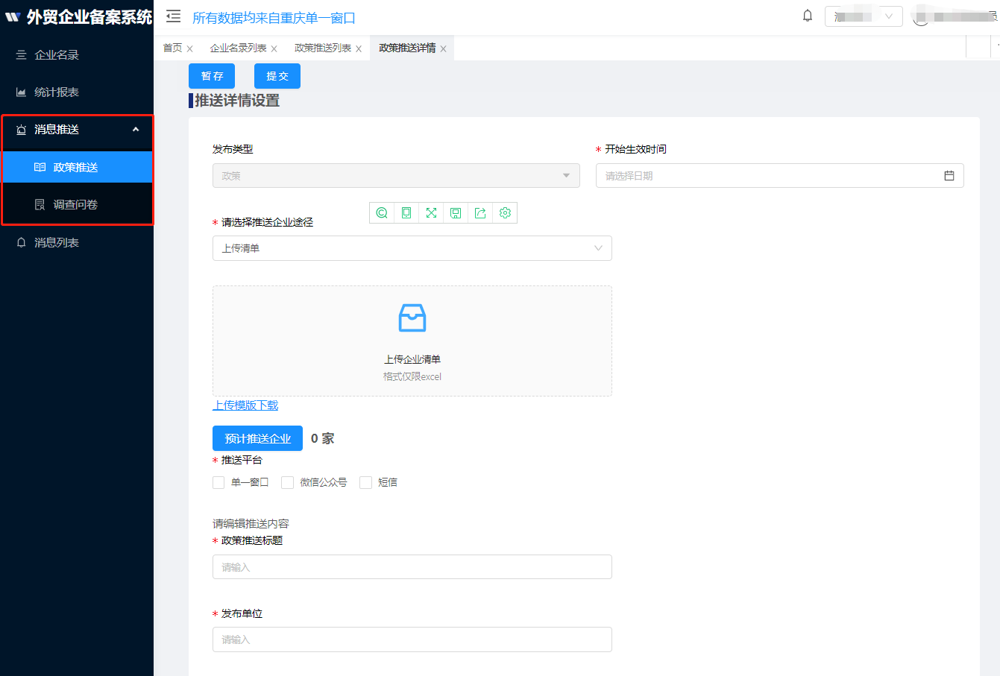 外贸企业备案系统
所有数据均来自重庆单一窗口
企业名录
统计报表
消息推送
政策推送
调查问卷
消息列表
首页 企业名录列表 政策推送列表 政策推送详情
暂存 提交
推送详情设置
发布类型 * 开始生效时间
政策 请选择日期
* 请选择推送企业途径
上传清单
上传企业清单
格式仅限excel
上传模版下载
预计推送企业 0 家
* 推送平台
单一窗口 微信公众号 短信
请编辑推送内容
* 政策推送标题
请输入
* 发布单位
请输入